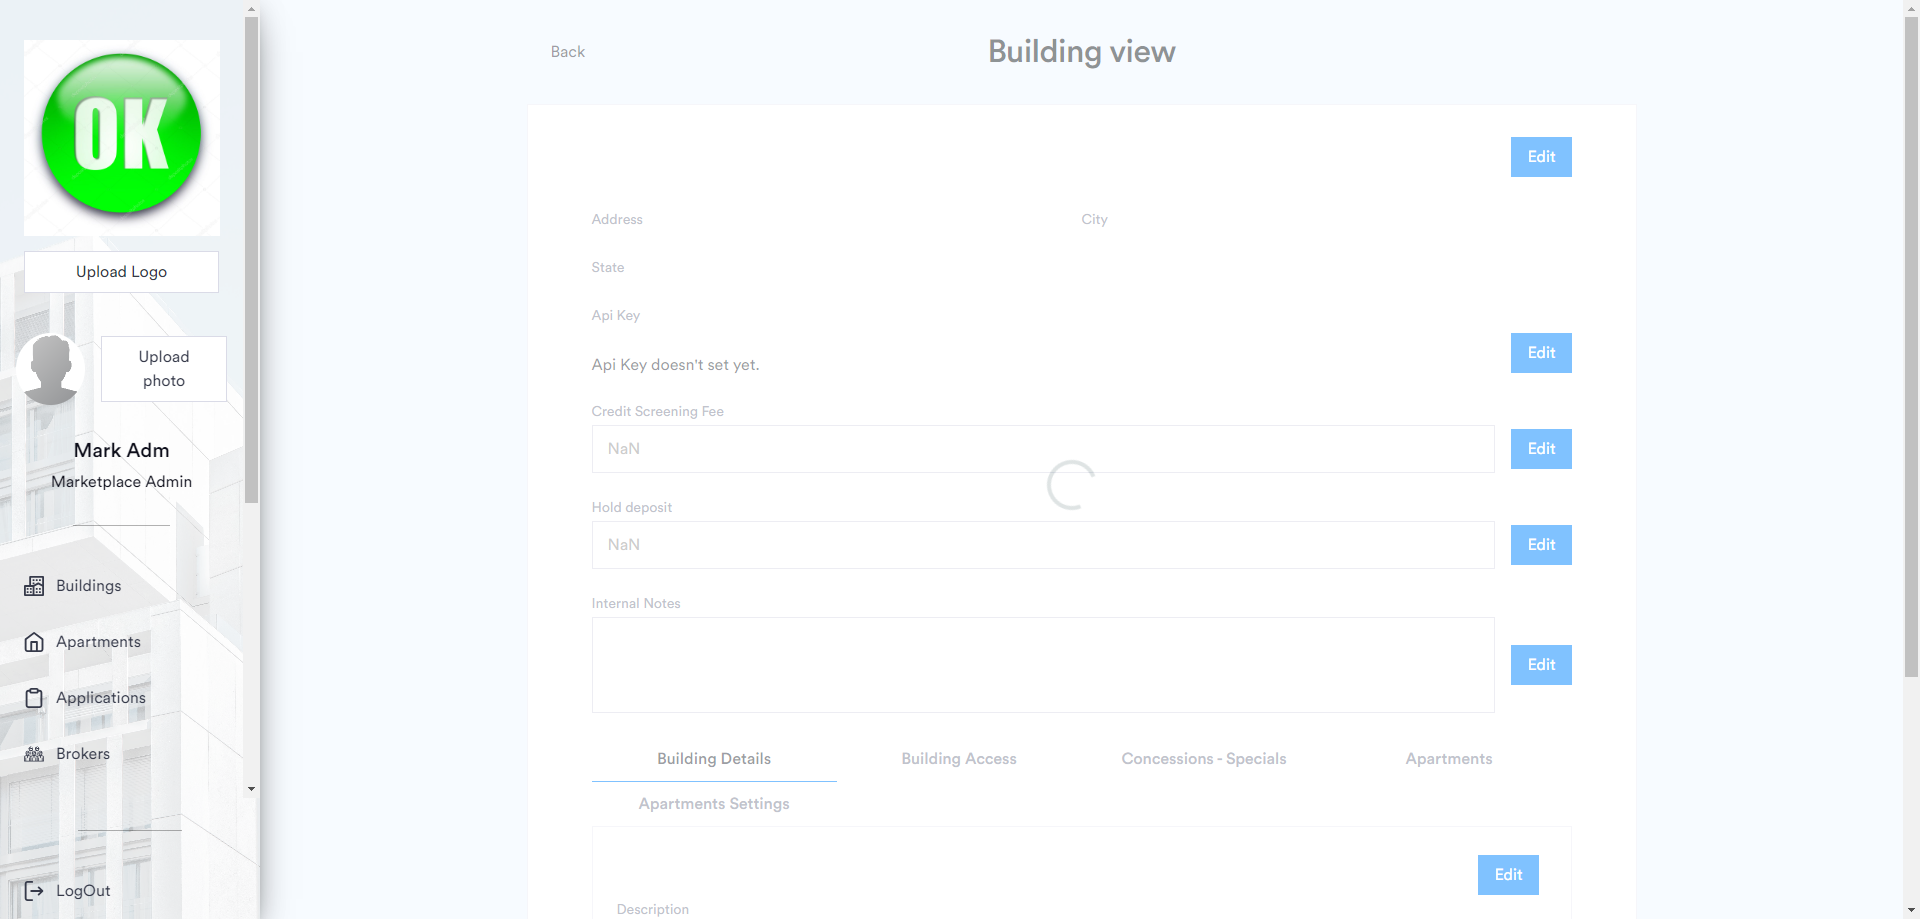 OK
Upload Logo
Upload
photo
Mark Adm
Marketplace Admin
Buildings
Apartments
Applications
Brokers
LogOut
Back
Building view
Edit
Address
City
State
Api Key
Api Key doesn't set yet.
Edit
Credit Screening Fee
NaN
Edit
Hold deposit
NaN
Edit
Internal Notes
Edit
Building Details
Building Access
Concessions - Specials
Apartments
Apartments Settings
Edit
Description